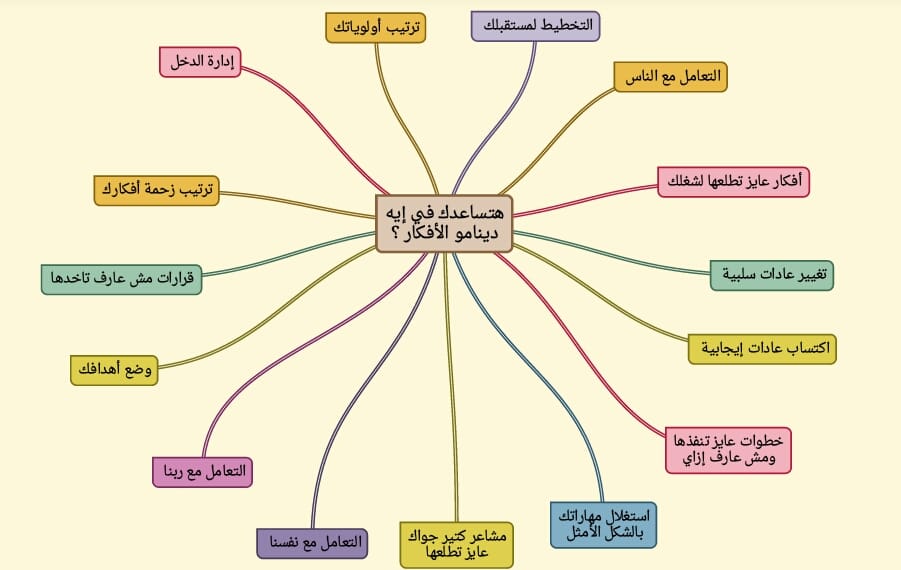 التخطيط لمستقبلك
ترتيب أولوياتك
التعامل مع الناس
إدارة الدخل
أفكار عايز تطلعها لشغلك
ترتيب زحمة أفكارك
هتساعدك في إيه
دينامو الأفكار ؟
تغيير عادات سلبية
قرارات مش عارف تاخدها
اكتساب عادات إيجابية
وضع أهدافك
خطوات عايز تنفذها
ومش عارف إزاي
التعامل مع ربنا
استغلال مهاراتك
بالشكل الأمثل
مشاعر كتير جواك
عايز تطلعها
التعامل مع نفسنا